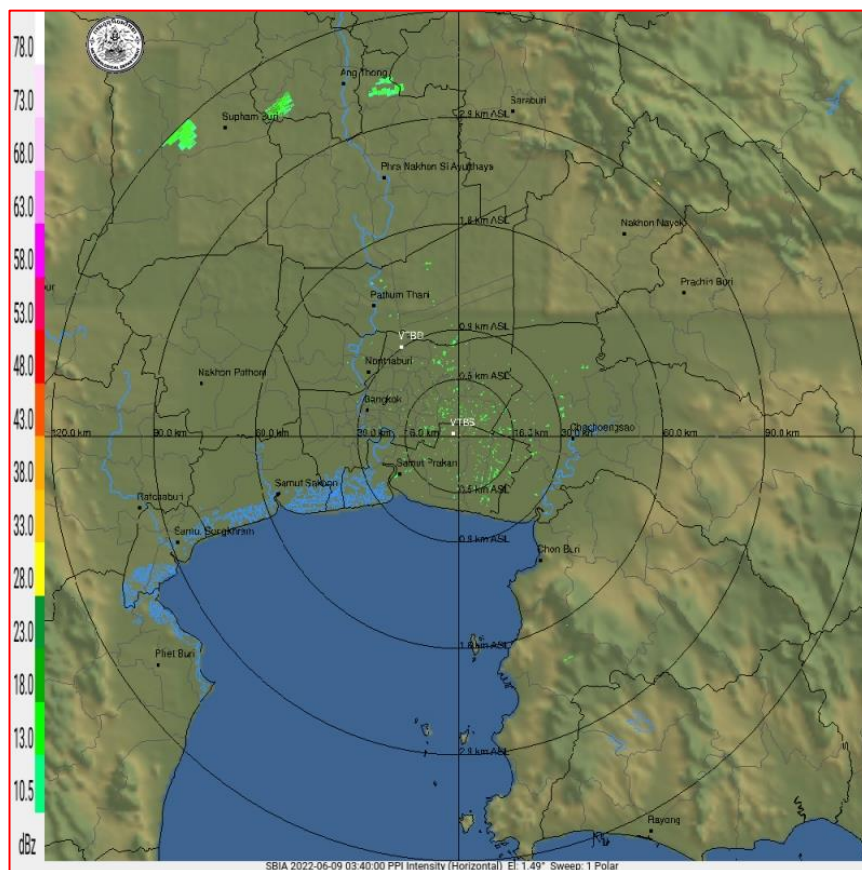 78.0
73.0
68.0
63.0
58.0
53.0
48.0
43.0
38.0
33.0
28.0
23.0
18.0
13.0
10.5
dBz
Ang Thong
Supham Buri
Saraburi
2.9 km ASL
Phra Nakhon Si Ayutthaya
1.8 km ASL
Nakhon Nayok
Prachin Buri
Pathum Thani
0.9 km ASL
VTBD
Nonthaburi
Nakhon Pathom
0.5 km ASL
Bangkok
VTBS
Chachoengsao
120.0 km
90.0 km
60.0 km
30.0 km
15.0 km
60.0 km
90.0 km
Samut Prakan
Samut Sakhon
0.5 km ASL
Ratchaburi
Samut Songkhram
0.9 km ASL
Chon Buri
1.8 km ASL
Phet Buri
2.9 km ASL
Rayong
SBIA 2022-06-09 03:40:00 PPI Intensity (Horizontal) El: 1.49° Sweep: 1 Polar